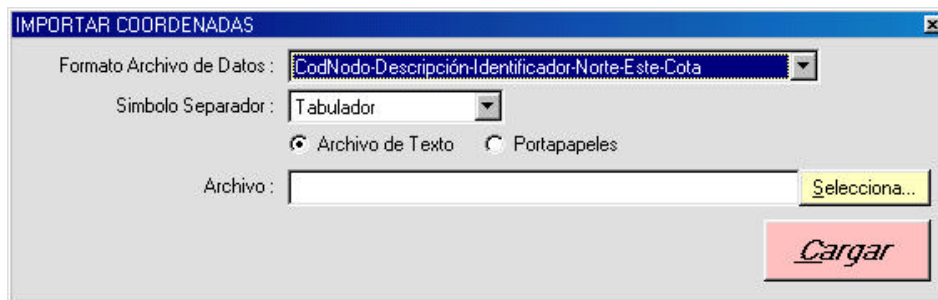 IMPORTAR COORDENADAS
Formato Archivo de Datos : CodNodo-Descripción-Identificador-Norte-Este-Cota
Simbolo Separador : Tabulador
Archivo de Texto Portapapeles
Archivo : Selecciona...
Cargar